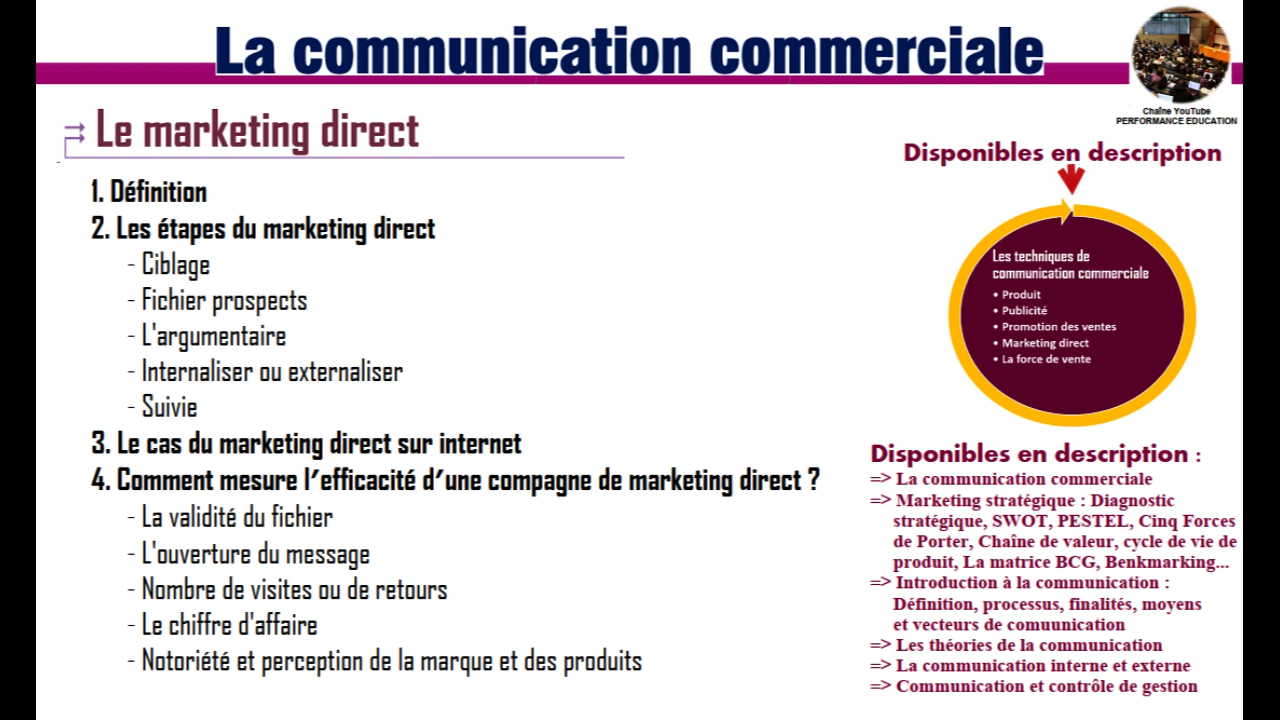 La communication commerciale
Chaîne YouTube
PERFORMANCE EDUCATION
Le marketing direct
1. Définition
2. Les étapes du marketing direct
- Ciblage
- Fichier prospects
- L'argumentaire
- Internaliser ou externaliser
- Suivie
3. Le cas du marketing direct sur internet
4. Comment mesure l’efficacité d’une compagne de marketing direct ?
- La validité du fichier
- L'ouverture du message
- Nombre de visites ou de retours
- Le chiffre d'affaire
- Notoriété et perception de la marque et des produits
Disponibles en description
Les techniques de
communication commerciale
• Produit
• Publicité
• Promotion des ventes
• Marketing direct
• La force de vente
Disponibles en description :
=> La communication commerciale
=> Marketing stratégique : Diagnostic
stratégique, SWOT, PESTEL, Cinq Forces
de Porter, Chaîne de valeur, cycle de vie de
produit, La matrice BCG, Benkmarking...
=> Introduction à la communication :
Définition, processus, finalités, moyens
et vecteurs de comuunication
=> Les théories de la communication
=> La communication interne et externe
=> Communication et contrôle de gestion